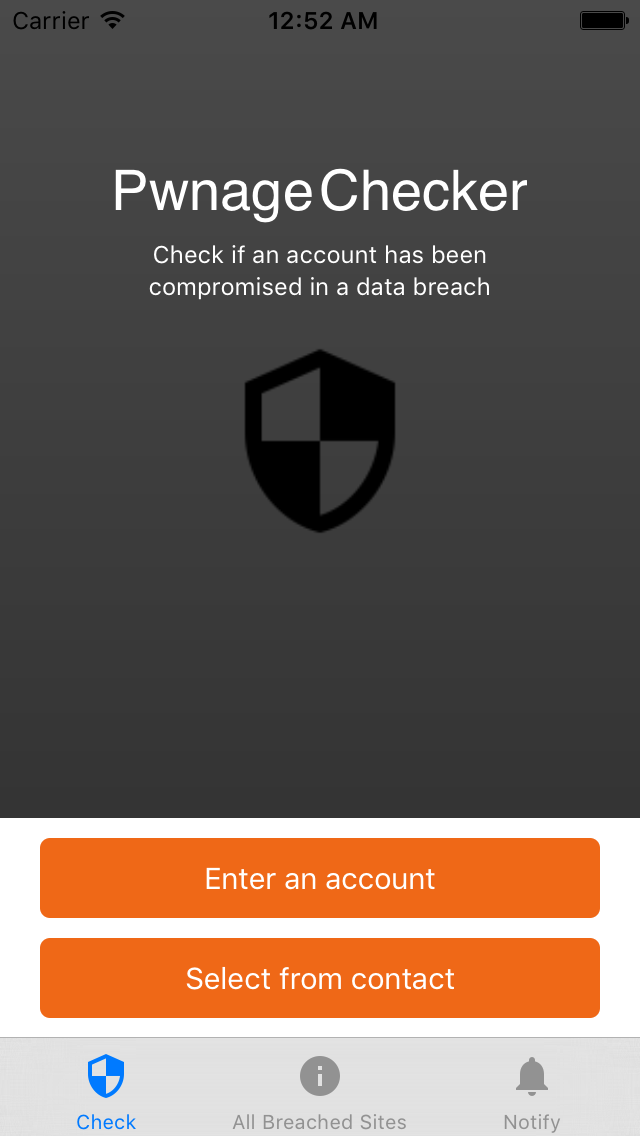 Carrier 12:52 AM
Pwnage Checker
Check if an account has been
compromised in a data breach
Enter an account
Select from contact
Check All Breached Sites Notify